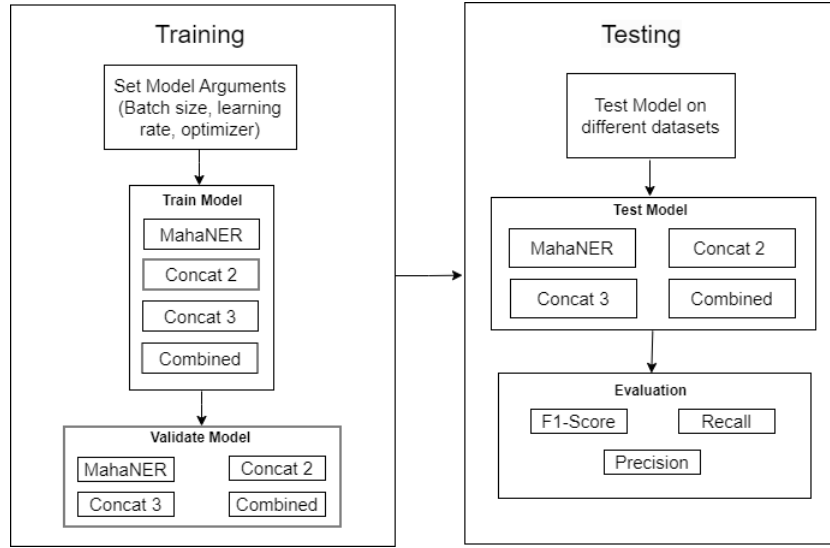 Training
Set Model Arguments
(Batch size, learning
rate, optimizer)
Train Model
MahaNER
Concat 2
Concat 3
Combined
Validate Model
MahaNER
Concat 2
Concat 3
Combined
Testing
Test Model on
different datasets
Test Model
MahaNER
Concat 2
Concat 3
Combined
Evaluation
F1-Score
Recall
Precision